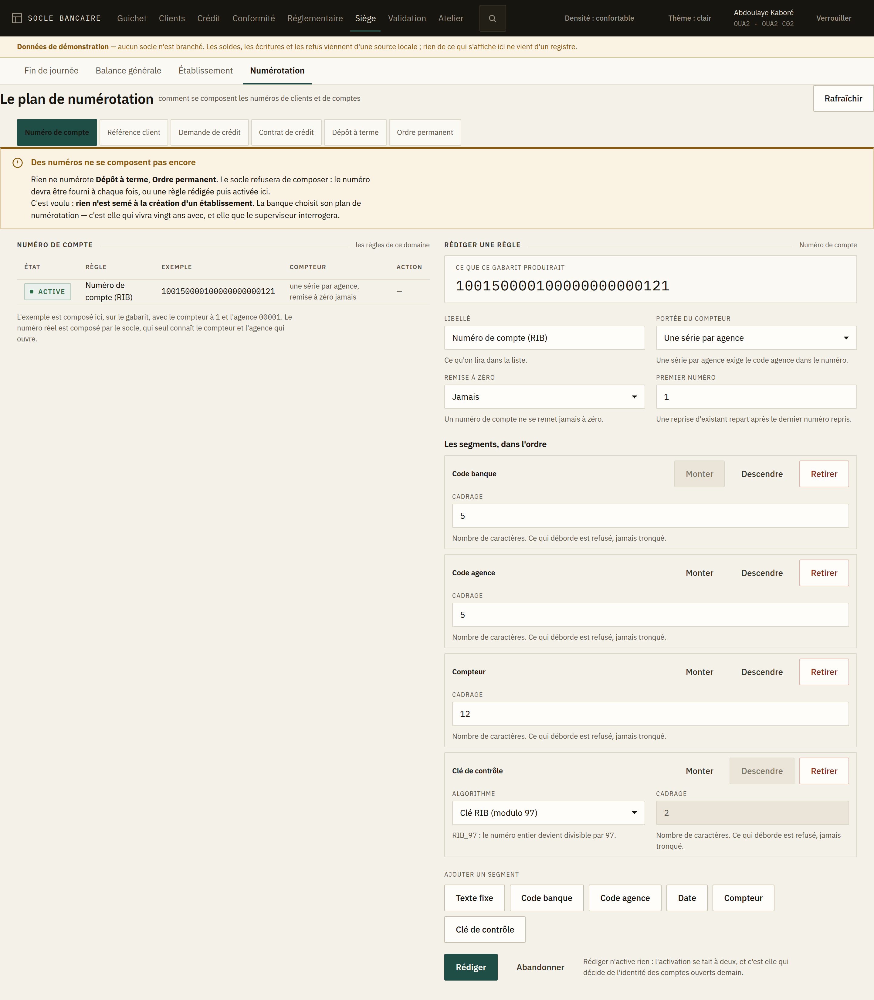 SOCLE BANCAIRE
Guichet
Clients
Crédit
Conformité
Réglementaire
Siège
Validation
Atelier
Densité : confortable
Thème : clair
Abdoulaye Kaboré
OUA2 · OUA2-C02
Verrouiller
Données de démonstration — aucun socle n'est branché. Les soldes, les écritures et les refus viennent d'une source locale ; rien de ce qui s'affiche ici ne vient d'un registre.
Fin de journée
Balance générale
Établissement
Numérotation
Le plan de numérotation
comment se composent les numéros de clients et de comptes
Rafraîchir
Numéro de compte
Référence client
Demande de crédit
Contrat de crédit
Dépôt à terme
Ordre permanent
Des numéros ne se composent pas encore
Rien ne numérote Dépôt à terme, Ordre permanent. Le socle refusera de composer : le numéro
devra être fourni à chaque fois, ou une règle rédigée puis activée ici.
C'est voulu : rien n'est semé à la création d'un établissement. La banque choisit son plan de
numérotation — c'est elle qui vivra vingt ans avec, et elle que le superviseur interrogera.
NUMÉRO DE COMPTE
les règles de ce domaine
ÉTAT
RÈGLE
EXEMPLE
COMPTEUR
ACTION
ACTIVE
Numéro de
compte (RIB)
100150000100000000000121
une série par agence,
remise à zéro jamais
—
L'exemple est composé ici, sur le gabarit, avec le compteur à 1 et l'agence 00001. Le
numéro réel est composé par le socle, qui seul connaît le compteur et l'agence qui
ouvre.
RÉDIGER UNE RÈGLE
Numéro de compte
CE QUE CE GABARIT PRODUIRAIT
100150000100000000000121
LIBELLÉ
PORTÉE DU COMPTEUR
Numéro de compte (RIB)
Une série par agence
Ce qu'on lira dans la liste.
Une série par agence exige le code agence dans le numéro.
REMISE À ZÉRO
PREMIER NUMÉRO
Jamais
1
Un numéro de compte ne se remet jamais à zéro.
Une reprise d'existant repart après le dernier numéro repris.
Les segments, dans l'ordre
Code banque
Monter
Descendre
Retirer
CADRAGE
5
Nombre de caractères. Ce qui déborde est refusé, jamais tronqué.
Code agence
Monter
Descendre
Retirer
CADRAGE
5
Nombre de caractères. Ce qui déborde est refusé, jamais tronqué.
Compteur
Monter
Descendre
Retirer
CADRAGE
12
Nombre de caractères. Ce qui déborde est refusé, jamais tronqué.
Clé de contrôle
Monter
Descendre
Retirer
ALGORITHME
CADRAGE
Clé RIB (modulo 97)
2
RIB_97 : le numéro entier devient divisible par 97.
Nombre de caractères. Ce qui déborde est refusé, jamais
tronqué.
AJOUTER UN SEGMENT
Texte fixe
Code banque
Code agence
Date
Compteur
Clé de contrôle
Rédiger
Abandonner
Rédiger n'active rien : l'activation se fait à deux, et c'est elle qui
décide de l'identité des comptes ouverts demain.